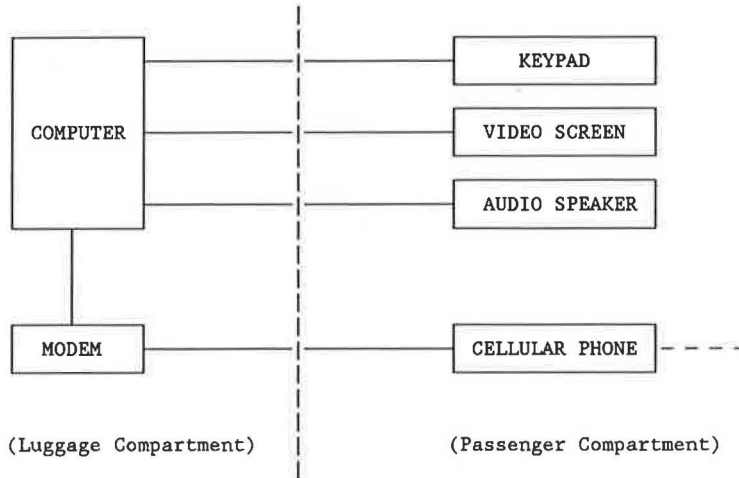 COMPUTER
KEYPAD
VIDEO SCREEN
AUDIO SPEAKER
MODEM
CELLULAR PHONE
(Luggage Compartment)
(Passenger Compartment)